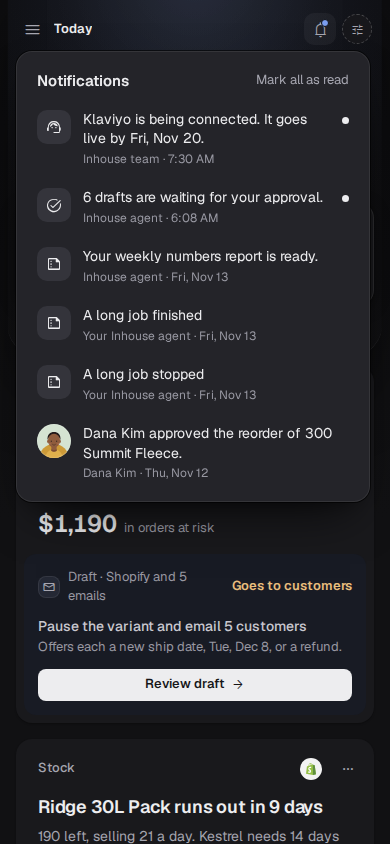 Today
Notifications
Mark all as read
Klaviyo is being connected. It goes
live by Fri, Nov 20.
Inhouse team · 7:30 AM
6 drafts are waiting for your approval.
Inhouse agent · 6:08 AM
Your weekly numbers report is ready.
Inhouse agent · Fri, Nov 13
A long job finished
Your Inhouse agent · Fri, Nov 13
A long job stopped
Your Inhouse agent · Fri, Nov 13
Dana Kim approved the reorder of 300
Summit Fleece.
Dana Kim · Thu, Nov 12
$1,190 in orders at risk
Draft · Shopify and 5
emails
Goes to customers
Pause the variant and email 5 customers
Offers each a new ship date, Tue, Dec 8, or a refund.
Review draft →
Stock
Ridge 30L Pack runs out in 9 days
190 left, selling 21 a day. Kestrel needs 14 days